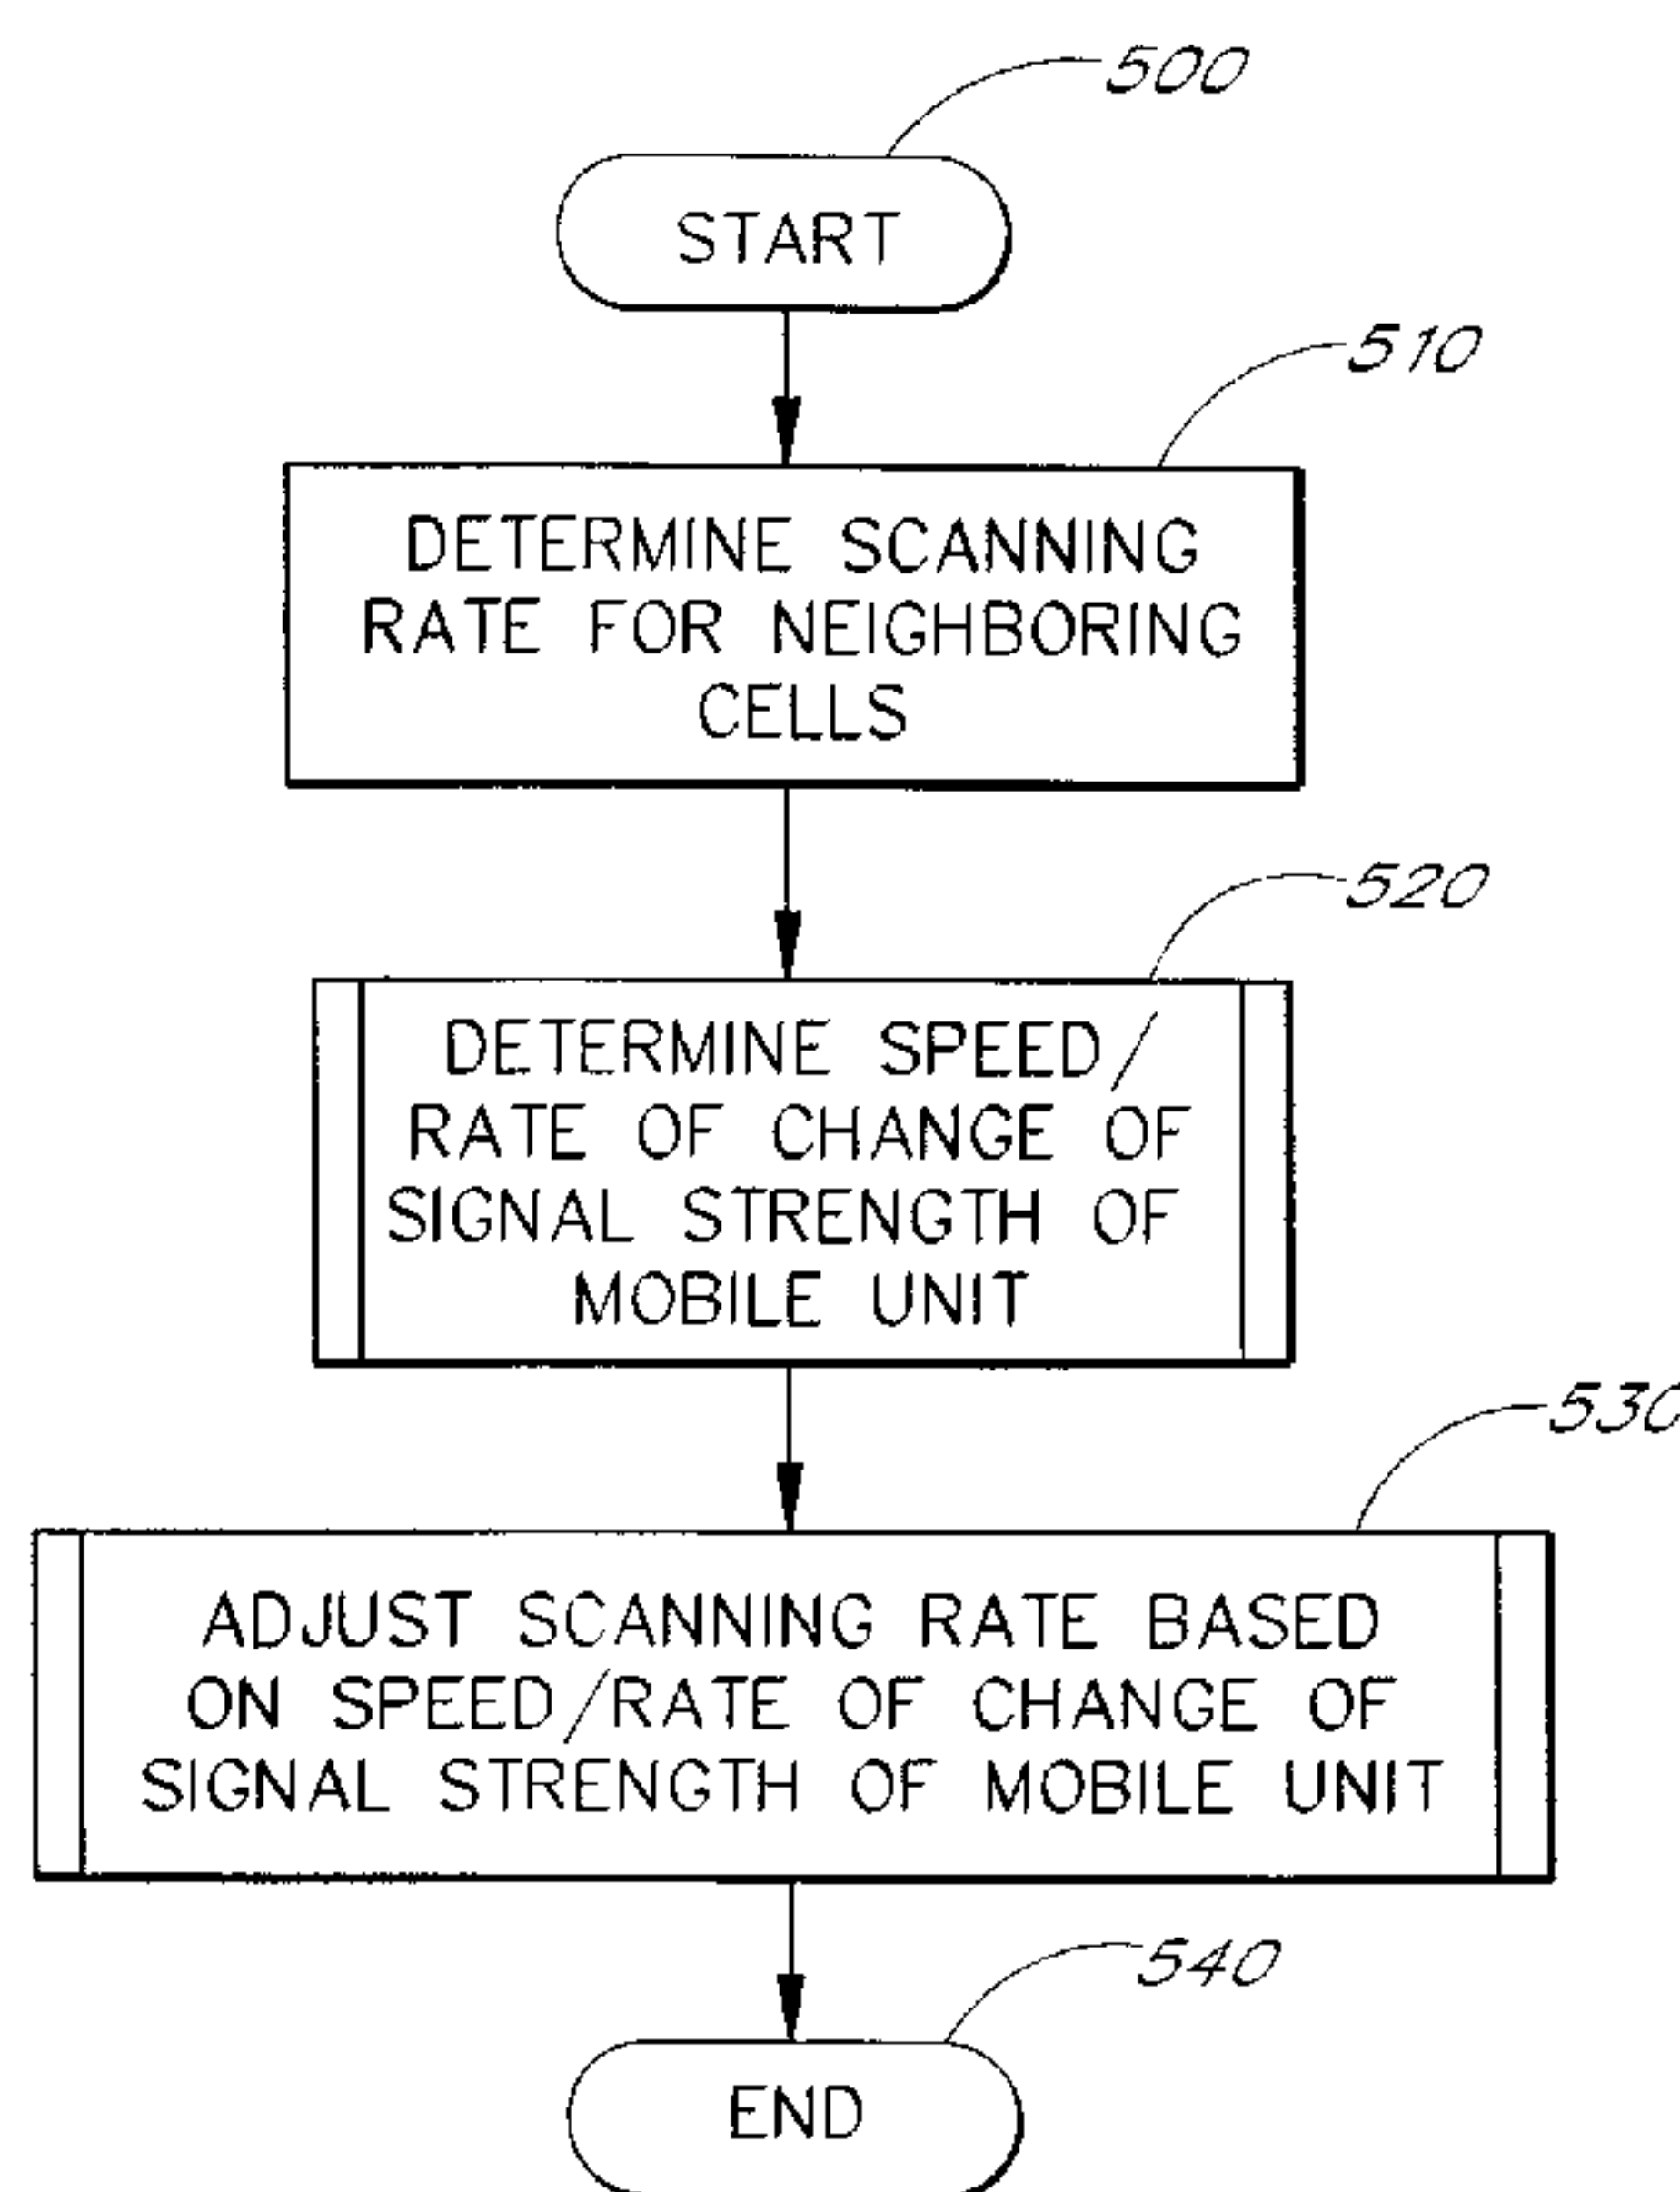 500
START
510
DETERMINE SCANNING
RATE FOR NEIGHBORING
CELLS
520
DETERMINE SPEED/
RATE OF CHANGE OF
SIGNAL STRENGTH OF
MOBILE UNIT
530
ADJUST SCANNING RATE BASED
ON SPEED/RATE OF CHANGE OF
SIGNAL STRENGTH OF MOBILE UNIT
540
END